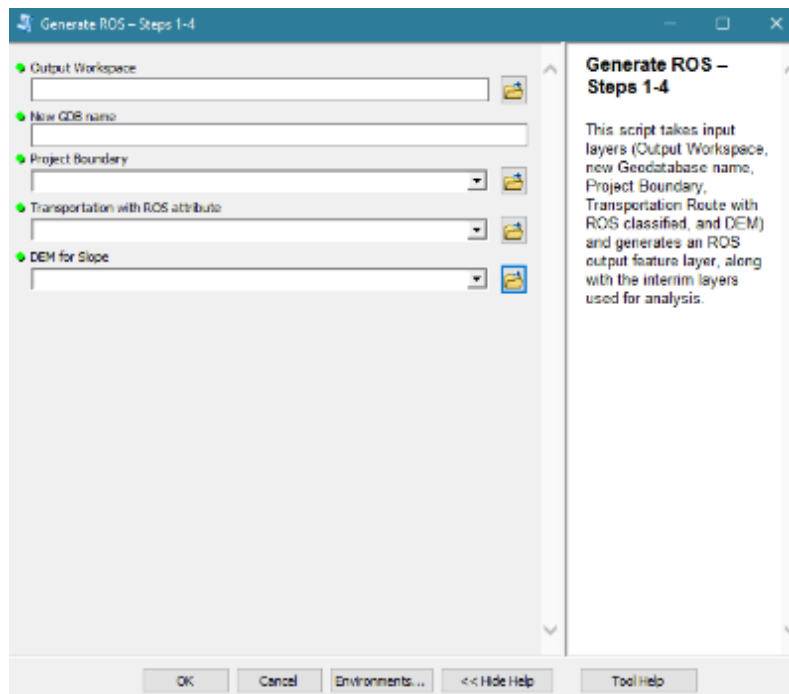 Generate ROS – Steps 1-4
Output Workspace
New GDB name
Project Boundary
Transportation with ROS attribute
DEM for Slope
Generate ROS –
Steps 1-4
This script takes input
layers (Output Workspace,
new Geodatabase name,
Project Boundary,
Transportation Route with
ROS classified, and DEM)
and generates an ROS
output feature layer, along
with the interrim layers
used for analysis.
OK
Cancel
Environments...
<< Hide Help
Tool Help